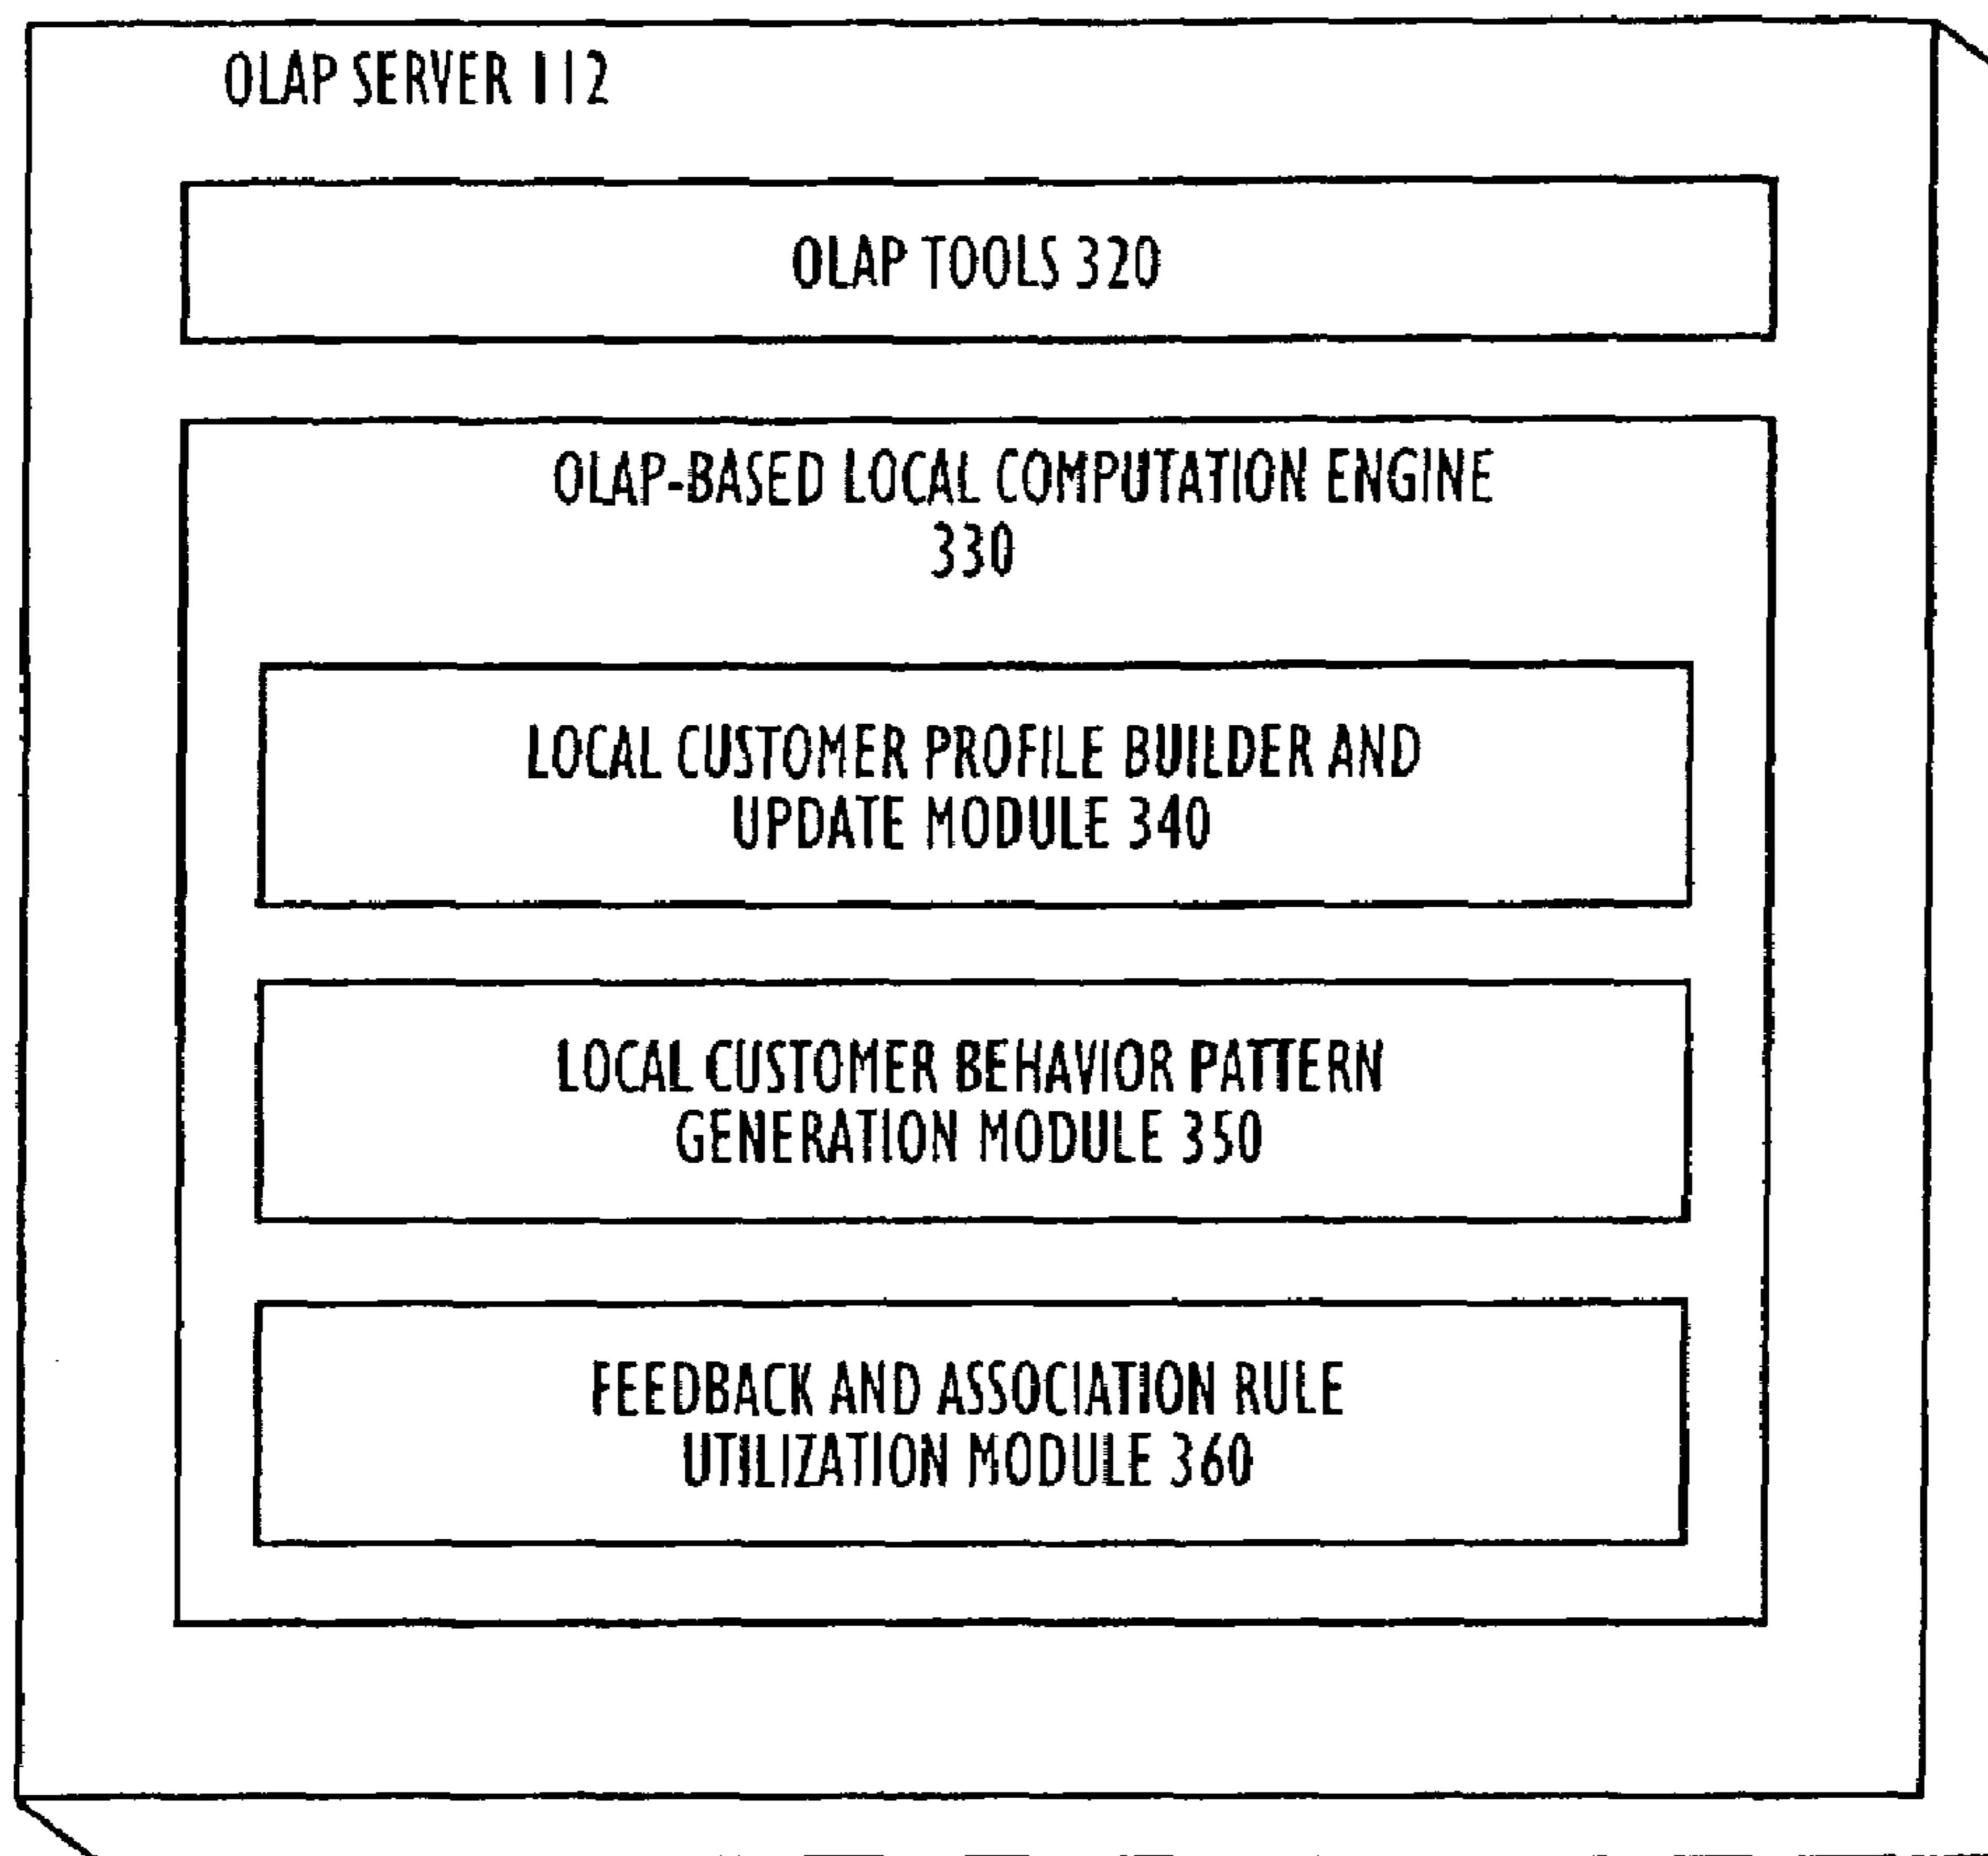 OLAP SERVER 112
OLAP TOOLS 320
OLAP-BASED LOCAL COMPUTATION ENGINE
330
LOCAL CUSTOMER PROFILE BUILDER AND
UPDATE MODULE 340
LOCAL CUSTOMER BEHAVIOR PATTERN
GENERATION MODULE 350
FEEDBACK AND ASSOCIATION RULE
UTILIZATION MODULE 360